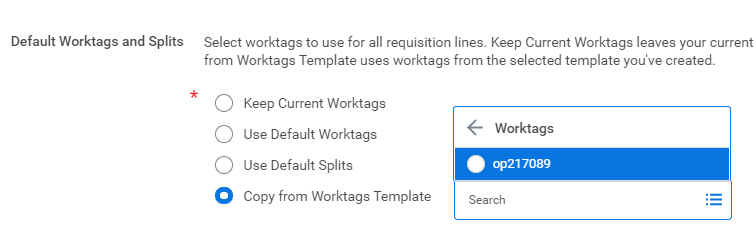 Default Worktags and Splits
Select worktags to use for all requisition lines. Keep Current Worktags leaves your current
from Worktags Template uses worktags from the selected template you've created.
*
Keep Current Worktags
Use Default Worktags
Use Default Splits
Copy from Worktags Template
Worktags
op217089
Search